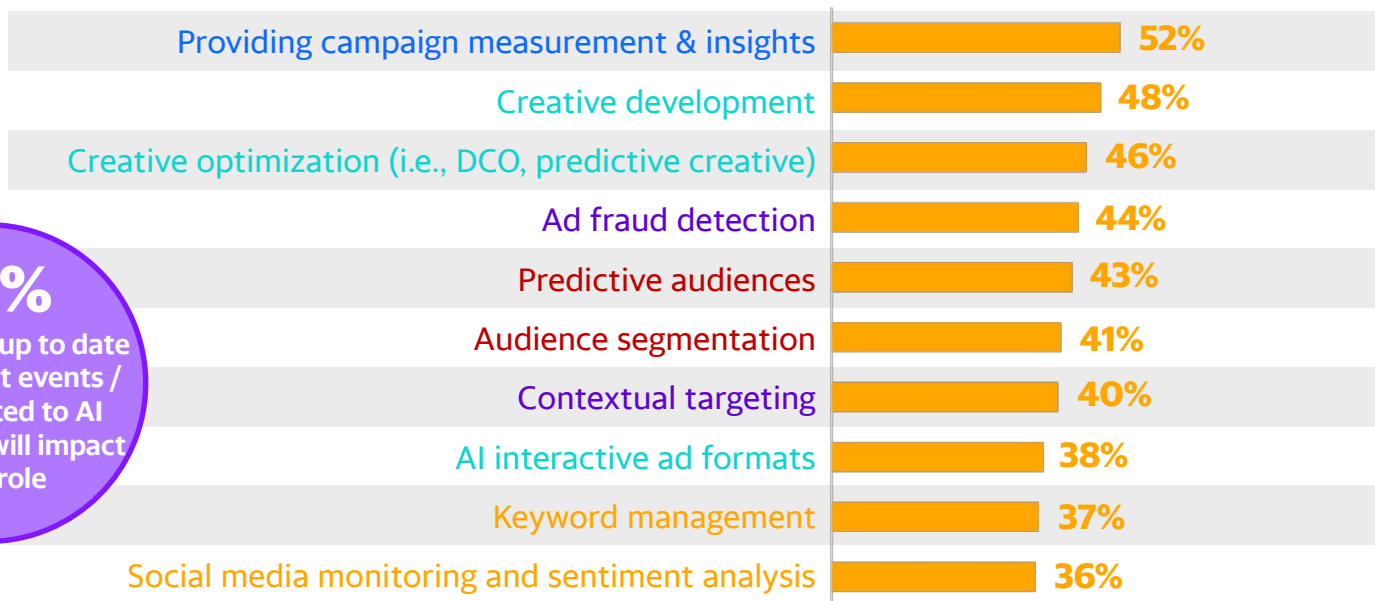 Providing campaign measurement & insights 52%
Creative development 48%
Creative optimization (i.e., DCO, predictive creative) 46%
Ad fraud detection 44%
Predictive audiences 43%
Audience segmentation 41%
Contextual targeting 40%
AI interactive ad formats 38%
Keyword management 37%
Social media monitoring and sentiment analysis 36%
%
up to date
events /
to AI
will impact
role